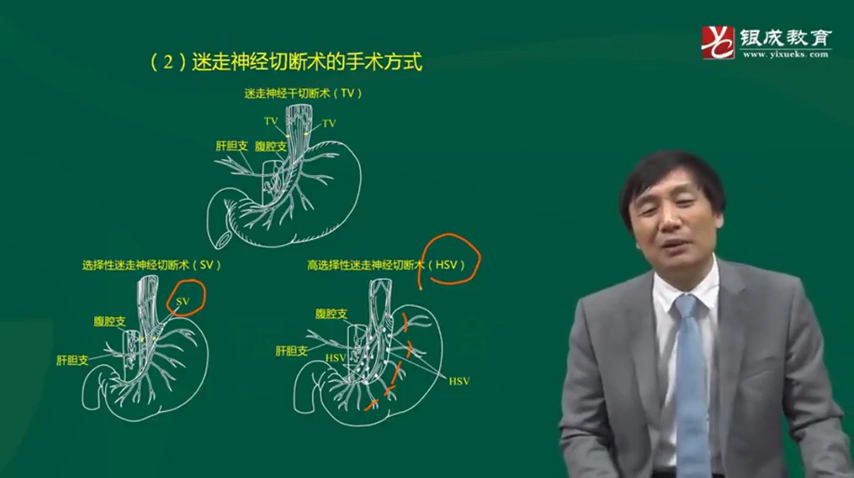 银成教育
www.yixueks.com
（2）迷走神经切断术的手术方式
迷走神经干切断术（TV）
TV
TV
肝胆支
腹腔支
选择性迷走神经切断术（SV）
SV
腹腔支
肝胆支
高选择性迷走神经切断术（HSV）
腹腔支
肝胆支
HSV
HSV